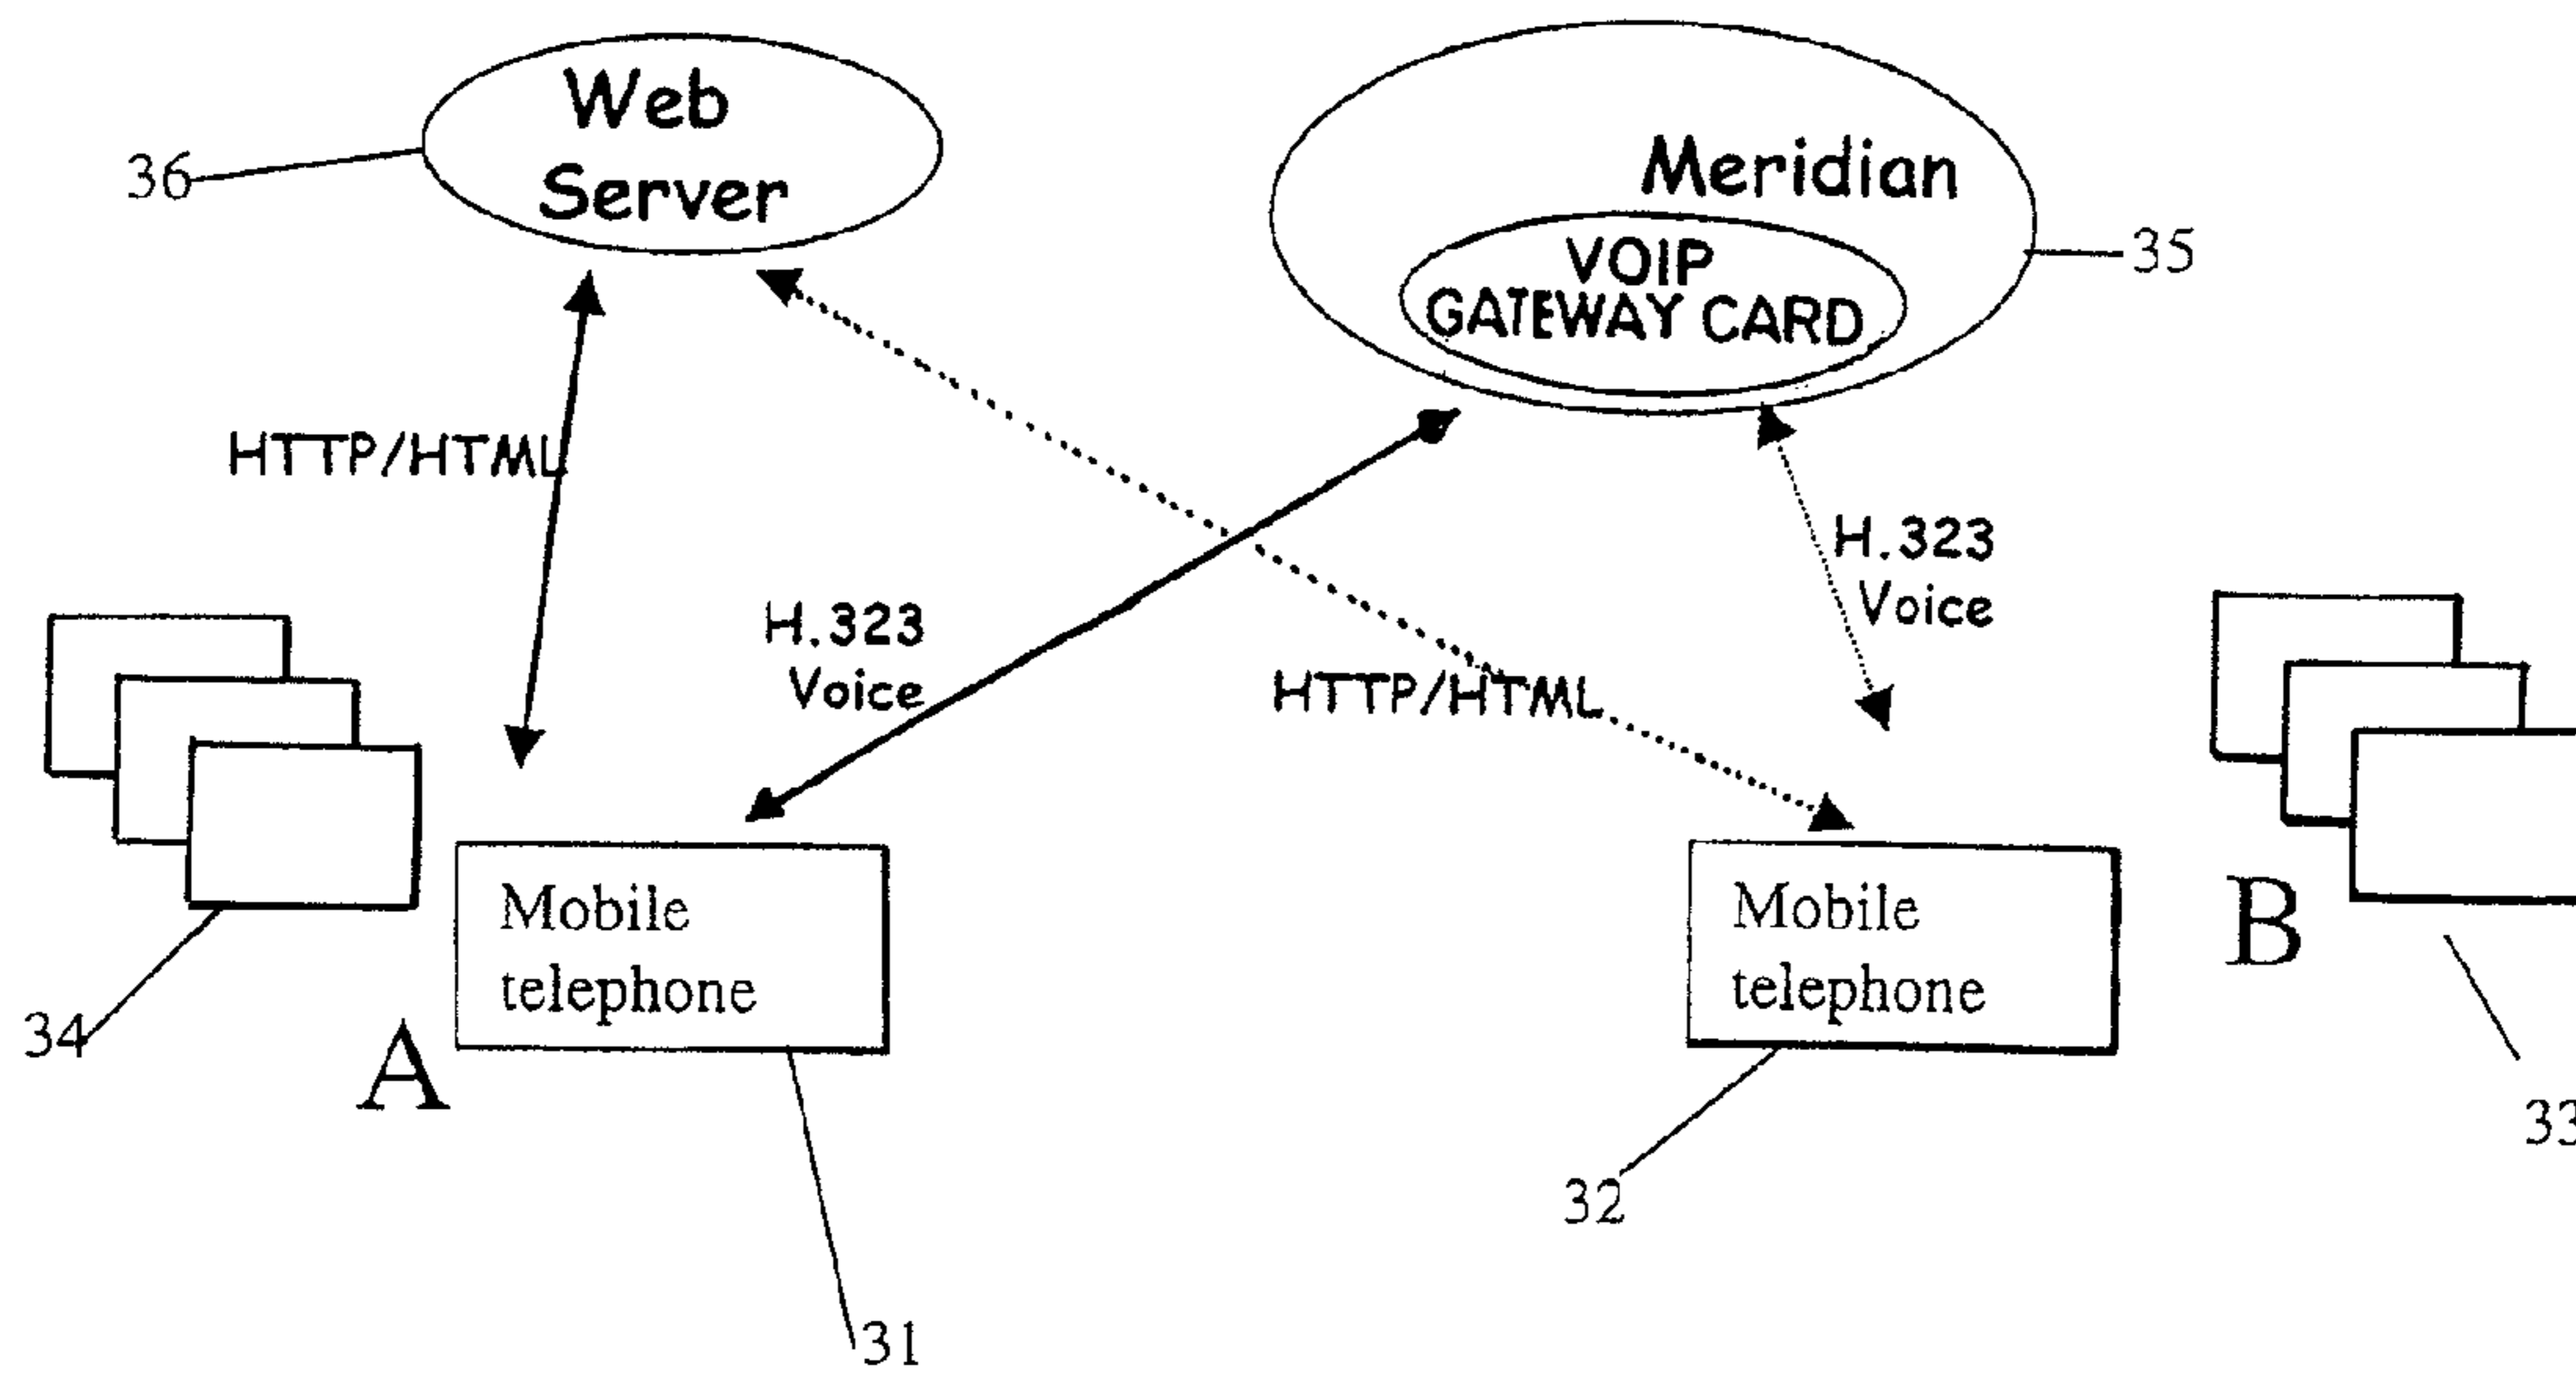 Web
Server
36
Meridian
35
VOIP
GATEWAY CARD
HTTP/HTML
H.323
Voice
H.323
Voice
HTTP/HTML
Mobile
telephone
Mobile
telephone
34
A
B
33
32
31